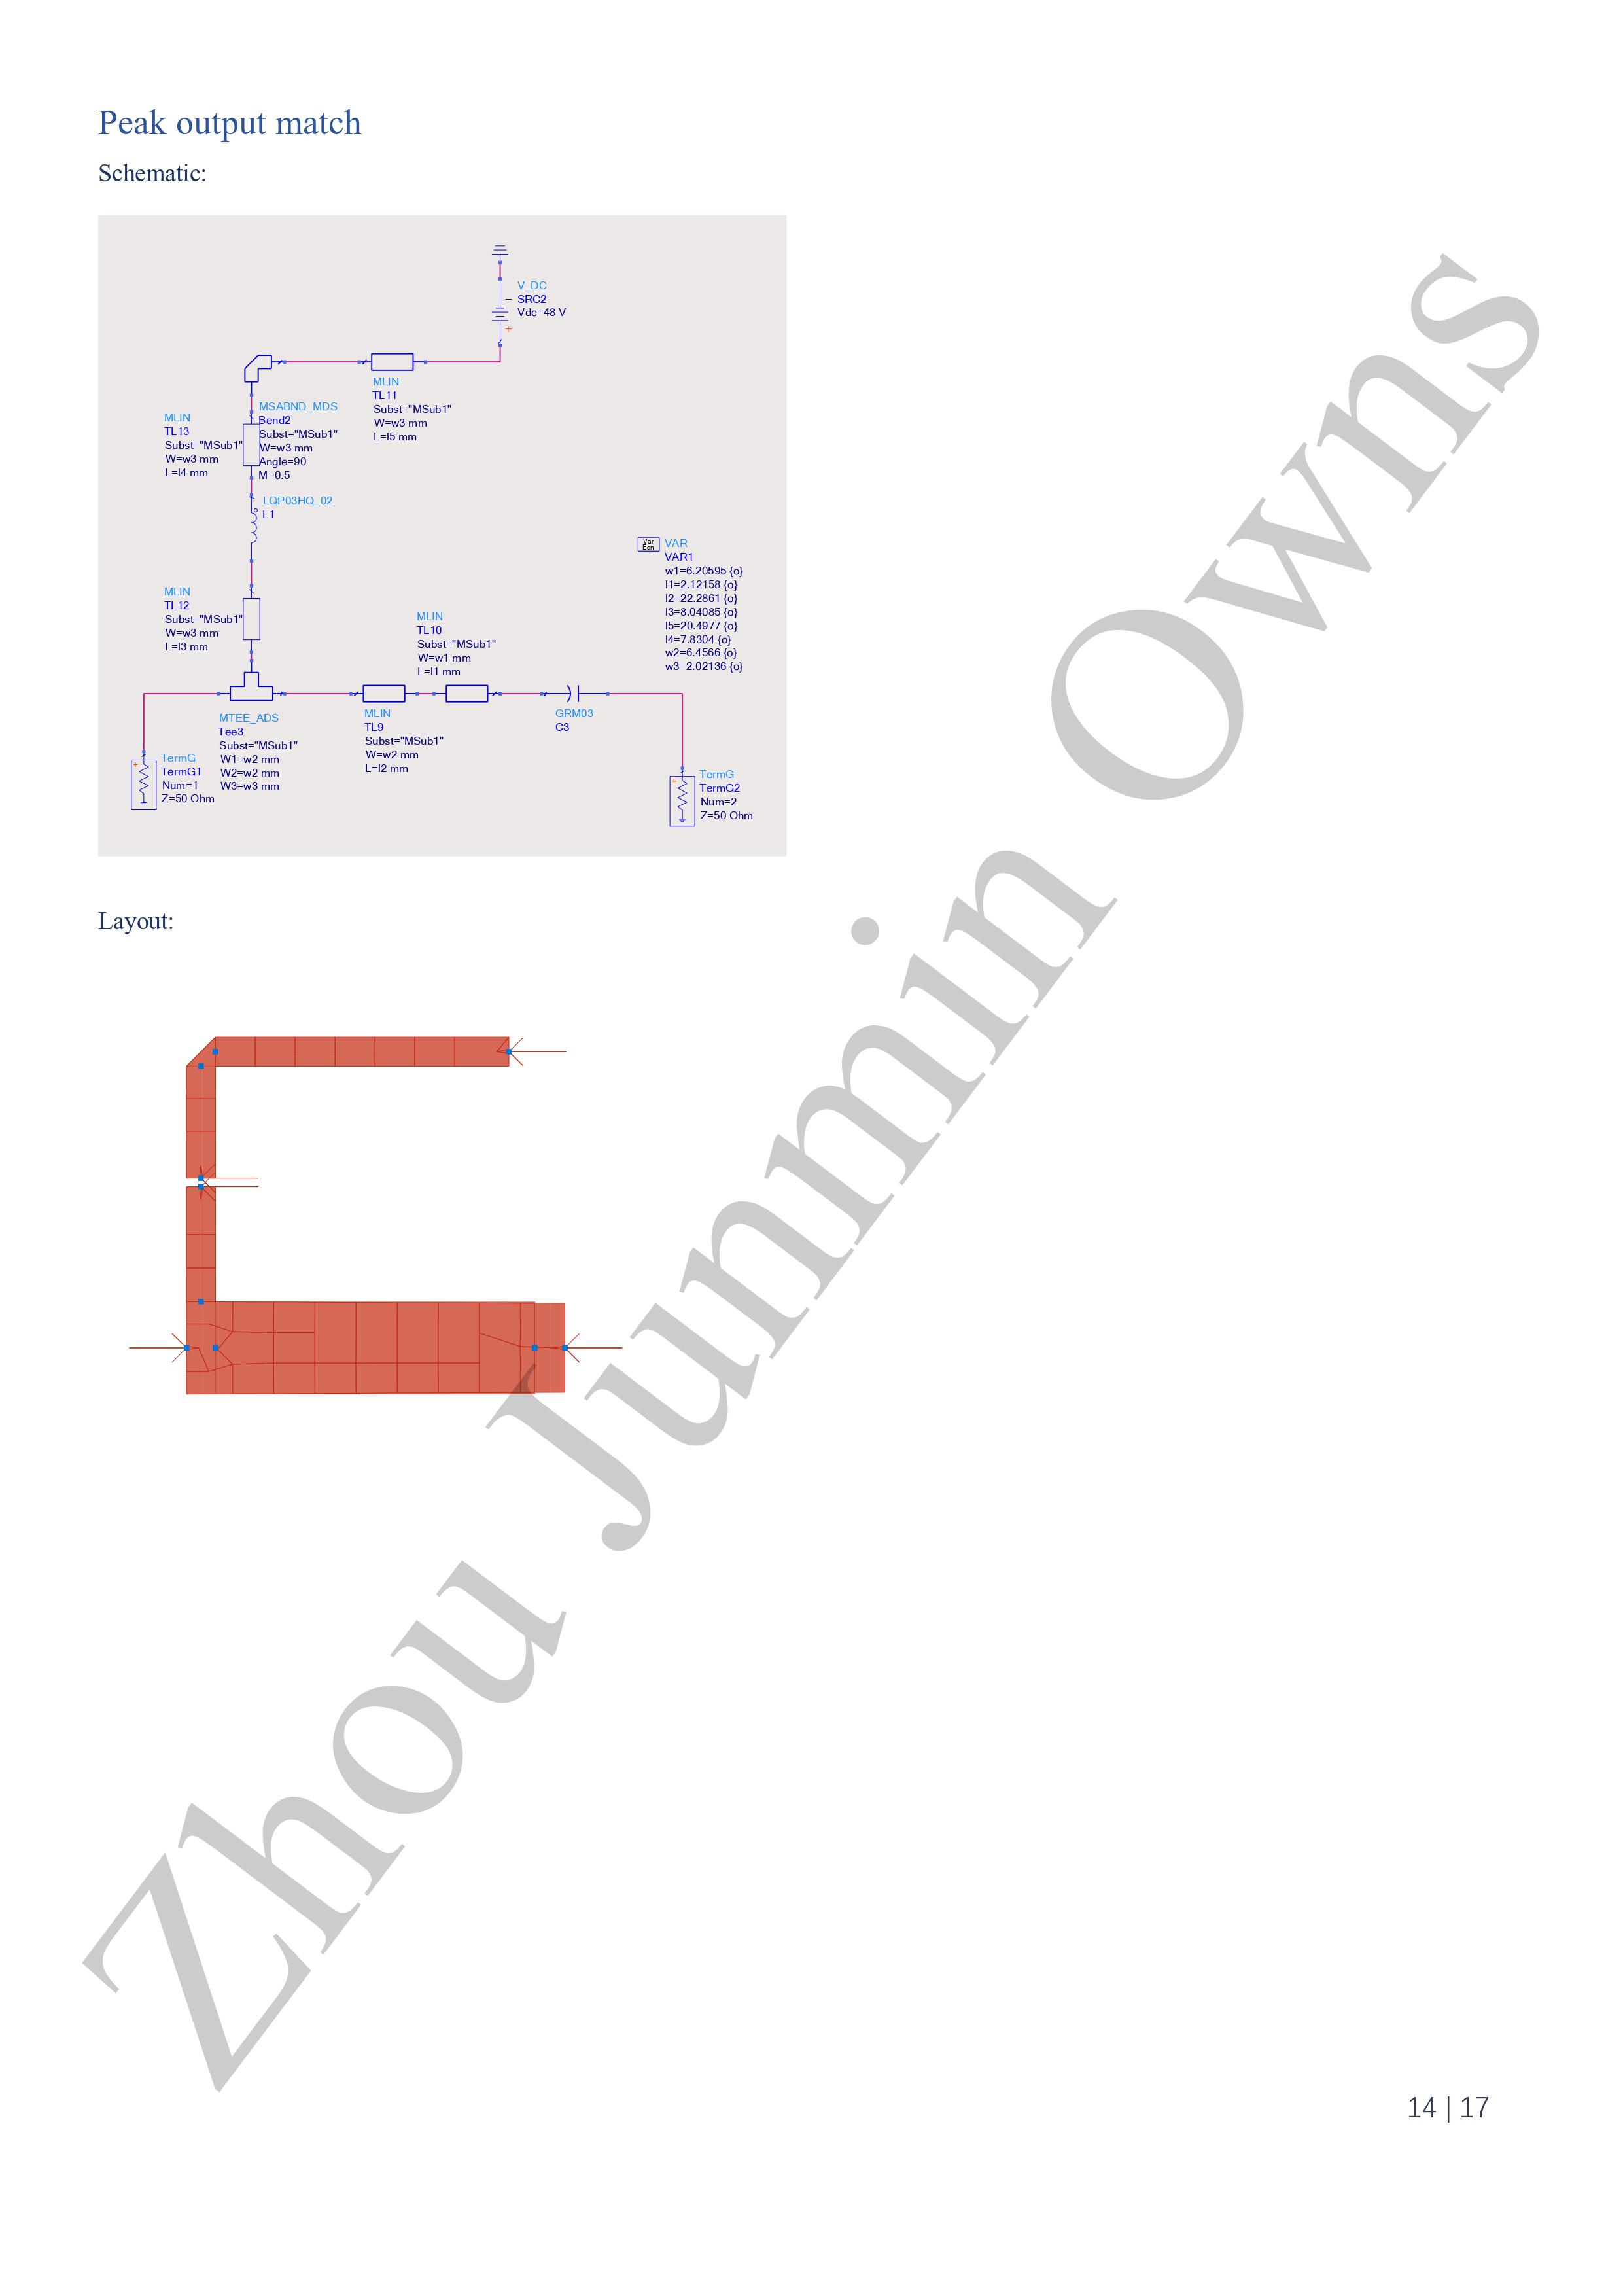 Peak output match
Schematic:
V_DC
SRC2
Vdc=48 V
−
+
MLIN
TL11
Subst="MSub1"
W=w3 mm
L=l5 mm
MSABND_MDS
Bend2
Subst="MSub1"
W=w3 mm
Angle=90
M=0.5
MLIN
TL13
Subst="MSub1"
W=w3 mm
L=l4 mm
LQP03HQ_02
L1
Var
Eqn
VAR
VAR1
w1=6.20595 {o}
l1=2.12158 {o}
l2=22.2861 {o}
l3=8.04085 {o}
l5=20.4977 {o}
l4=7.8304 {o}
w2=6.4566 {o}
w3=2.02136 {o}
MLIN
TL12
Subst="MSub1"
W=w3 mm
L=l3 mm
MLIN
TL10
Subst="MSub1"
W=w1 mm
L=l1 mm
MTEE_ADS
Tee3
Subst="MSub1"
W1=w2 mm
W2=w2 mm
W3=w3 mm
MLIN
TL9
Subst="MSub1"
W=w2 mm
L=l2 mm
GRM03
C3
+
TermG
TermG1
Num=1
Z=50 Ohm
+
TermG
TermG2
Num=2
Z=50 Ohm
Layout:
Zhou Junmin Owns
14 | 17